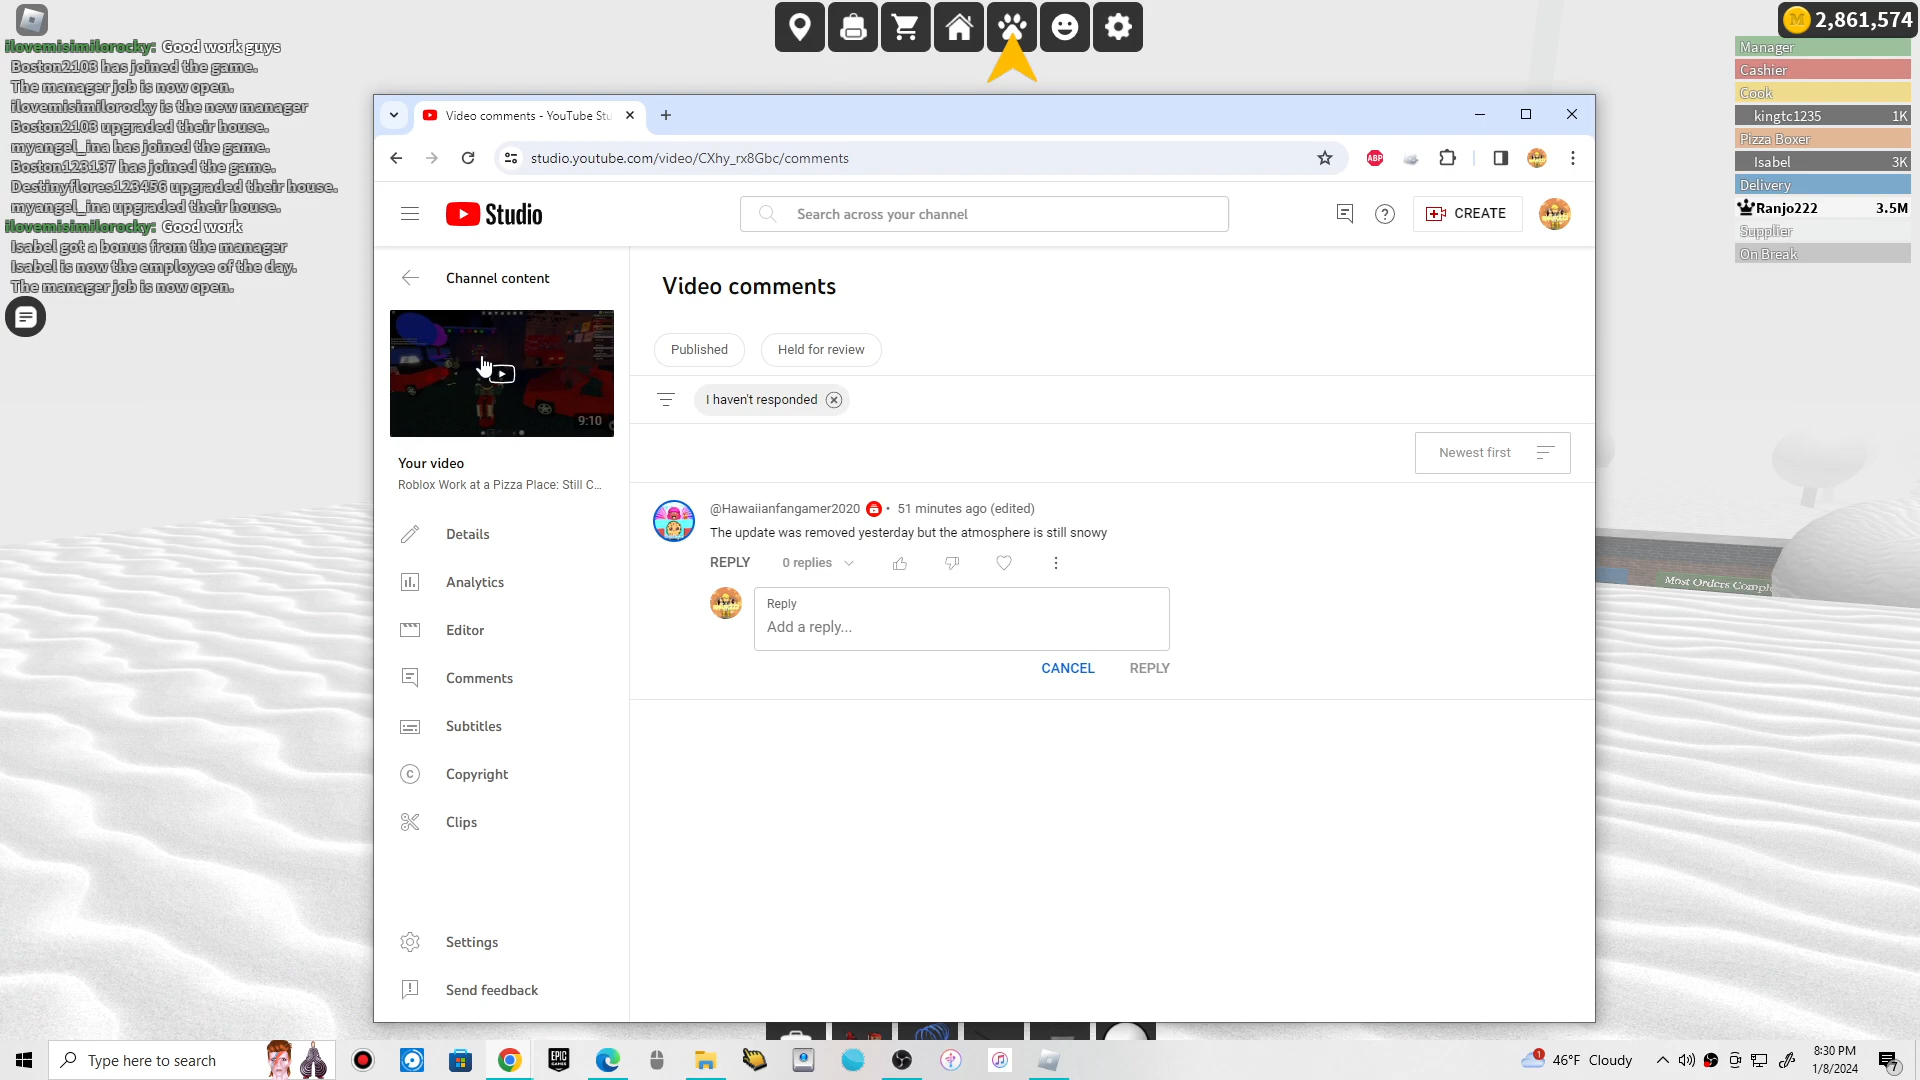 ilovemisimilorocky: Good work guys
Boston2103 has joined the game.
The manager job is now open.
ilovemisimilorocky is the new manager
Boston2103 upgraded their house.
myangel_ina has joined the game.
Boston123137 has joined the game.
Destinyflores123456 upgraded their house.
myangel_ina upgraded their house.
ilovemisimilorocky: Good work
Isabel got a bonus from the manager
Isabel is now the employee of the day.
The manager job is now open.
M 2,861,574
Manager
Cashier
Cook
kingtc1235 1K
Pizza Boxer
Isabel 3K
Delivery
Ranjo222 3.5M
Supplier
On Break
Video comments - YouTube Stu
studio.youtube.com/video/CXhy_rx8Gbc/comments
ABP
Studio
Search across your channel
CREATE
Channel content
9:10
Your video
Roblox Work at a Pizza Place: Still C...
Details
Analytics
Editor
Comments
Subtitles
Copyright
Clips
Settings
Send feedback
Video comments
Published
Held for review
I haven't responded
Newest first
@Hawaiianfangamer2020 • 51 minutes ago (edited)
The update was removed yesterday but the atmosphere is still snowy
REPLY
0 replies
Reply
Add a reply...
CANCEL
REPLY
Most Orders Compl
Type here to search
EPIC GAMES
1
46°F Cloudy
8:30 PM
1/8/2024
7